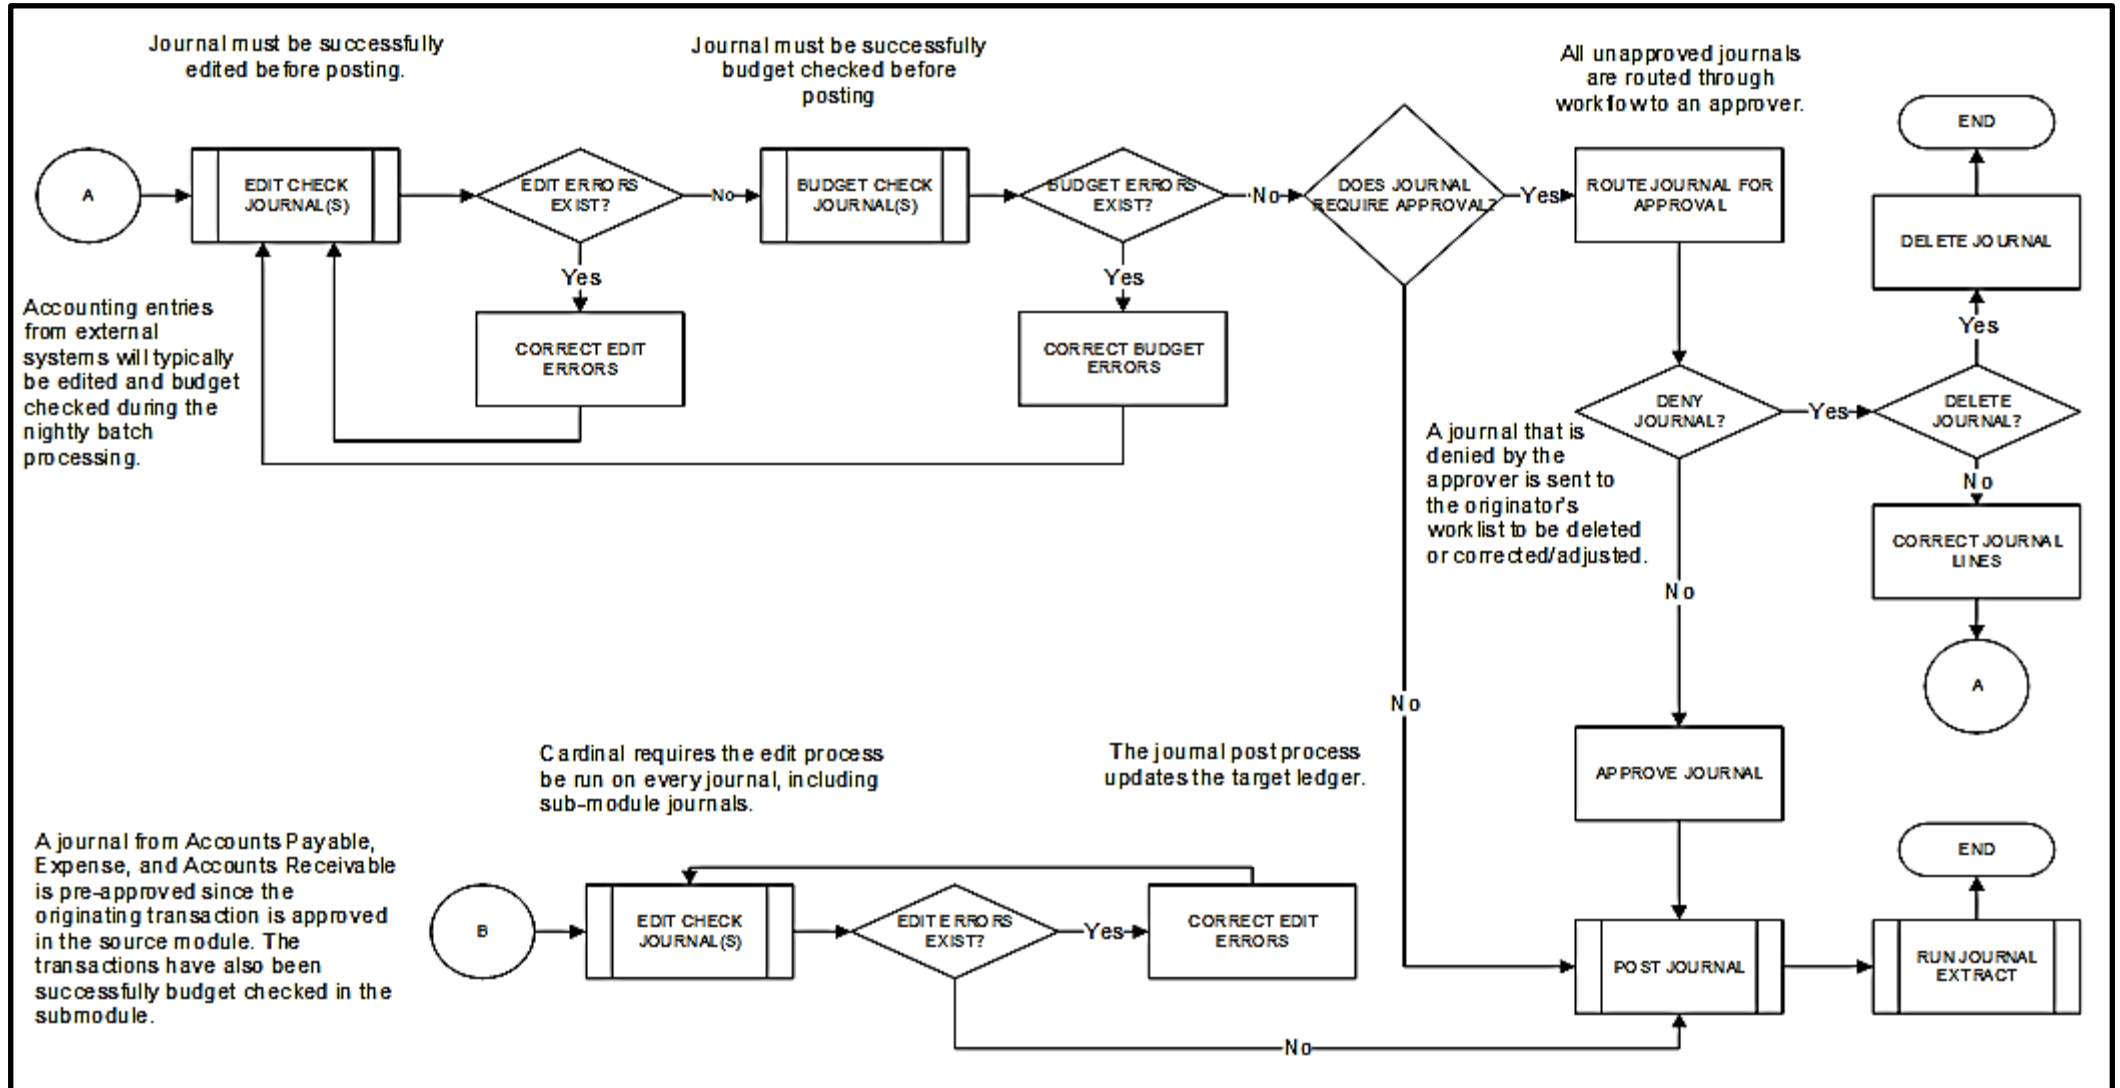 Journal must be successfully
edited before posting.
Journal must be successfully
budget checked before
posting
All unapproved journals
are routed through
workflow to an approver.
END
A
EDIT CHECK
JOURNAL(S)
EDIT ERRORS
EXIST?
No
BUDGET CHECK
JOURNAL(S)
BUDGET ERRORS
EXIST?
No
DOES JOURNAL
REQUIRE APPROVAL?
Yes
ROUTE JOURNAL FOR
APPROVAL
DELETE JOURNAL
Yes
Yes
Yes
Accounting entries
from external
systems will typically
be edited and budget
checked during the
nightly batch
processing.
CORRECT EDIT
ERRORS
CORRECT BUDGET
ERRORS
DENY
JOURNAL?
Yes
DELETE
JOURNAL?
A journal that is
denied by the
approver is sent to
the originator's
worklist to be deleted
or corrected/adjusted.
No
CORRECT JOURNAL
LINES
No
A
No
Cardinal requires the edit process
be run on every journal, including
sub-module journals.
The journal post process
updates the target ledger.
APPROVE JOURNAL
A journal from Accounts Payable,
Expense, and Accounts Receivable
is pre-approved since the
originating transaction is approved
in the source module. The
transactions have also been
successfully budget checked in the
submodule.
END
B
EDIT CHECK
JOURNAL(S)
EDIT ERRORS
EXIST?
Yes
CORRECT EDIT
ERRORS
POST JOURNAL
RUN JOURNAL
EXTRACT
No